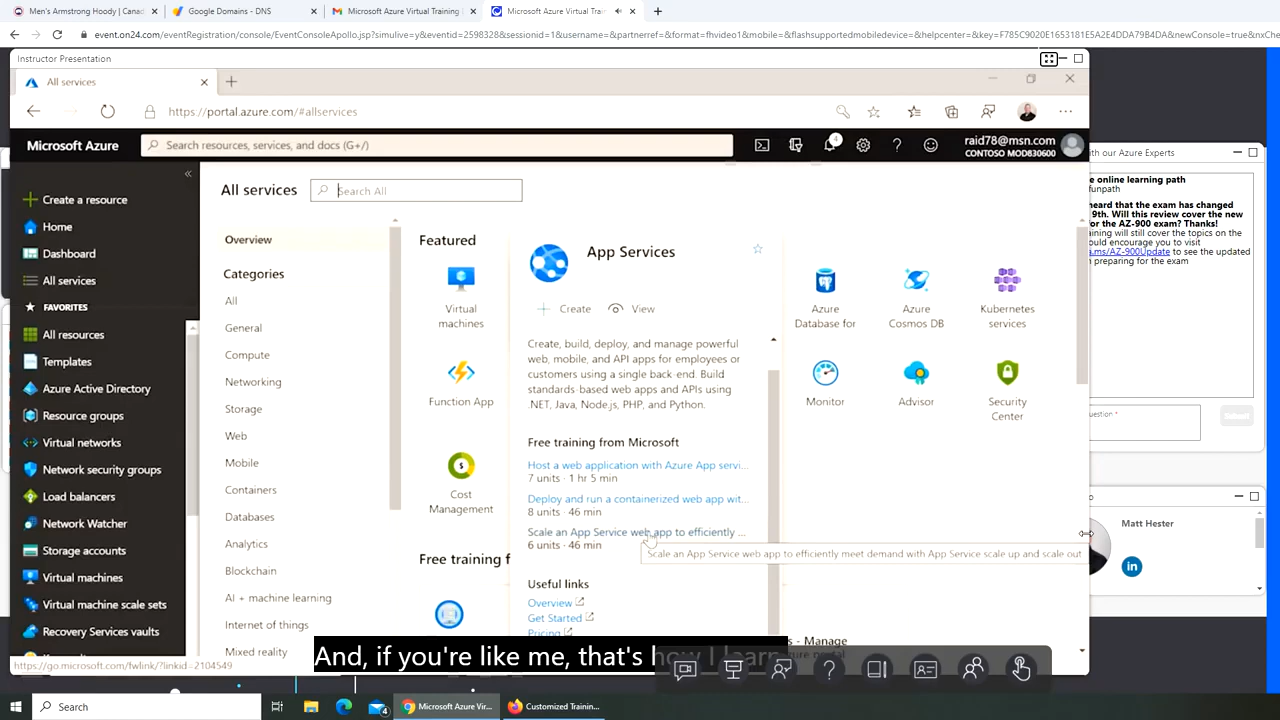 Men's Armstrong Hoody | Canad
Google Domains - DNS
Microsoft Azure Virtual Training
Microsoft Azure Virtual Trai
event.on24.com/eventRegistration/console/EventConsoleApollo.jsp?simulive=y&eventid=2598328&sessionid=1&username=&partnerref=&format=fhvideo1&mobile=&flashsupportedmobiledevice=&helpcenter=&key=F785C9020E1653181E5A2E4DDA79B4DA&newConsole=true&nxChe
Instructor Presentation
All services
https://portal.azure.com/#allservices
Microsoft Azure
Search resources, services, and docs (G+/)
4
raid78@msn.com
CONTOSO MOD830600
Create a resource
Home
Dashboard
All services
FAVORITES
All resources
Templates
Azure Active Directory
Resource groups
Virtual networks
Network security groups
Load balancers
Network Watcher
Storage accounts
Virtual machines
Virtual machine scale sets
Recovery Services vaults
All services
Search All
Overview
Categories
All
General
Compute
Networking
Storage
Web
Mobile
Containers
Databases
Analytics
Blockchain
AI + machine learning
Internet of things
Mixed reality
Featured
Virtual
machines
Function App
Cost
Management
Free training f
App Services
Create
View
Create, build, deploy, and manage powerful
web, mobile, and API apps for employees or
customers using a single back-end. Build
standards-based web apps and APIs using
.NET, Java, Node.js, PHP, and Python.
Free training from Microsoft
Host a web application with Azure App servi...
7 units · 1 hr 5 min
Deploy and run a containerized web app wit...
8 units · 46 min
Scale an App Service web app to efficiently ...
6 units · 46 min
Scale an App Service web app to efficiently meet demand with App Service scale up and scale out
Useful links
Overview
Get Started
Pricing
Azure
Database for
Azure
Cosmos DB
Kubernetes
services
Monitor
Advisor
Security
Center
s - Manage
ure portal
https://go.microsoft.com/fwlink/?linkid=2104549
And, if you're like me, that's how I learn
ith our Azure Experts
e online learning path
funpath
heard that the exam has changed
9th. Will this review cover the new
for the AZ-900 exam? Thanks!
aining will still cover the topics on the
ould encourage you to visit
a.ms/AZ-900Update to see the updated
n preparing for the exam
uestion *
Submit
o
Matt Hester
in
Search
4
Microsoft Azure Vir...
Customized Trainin...